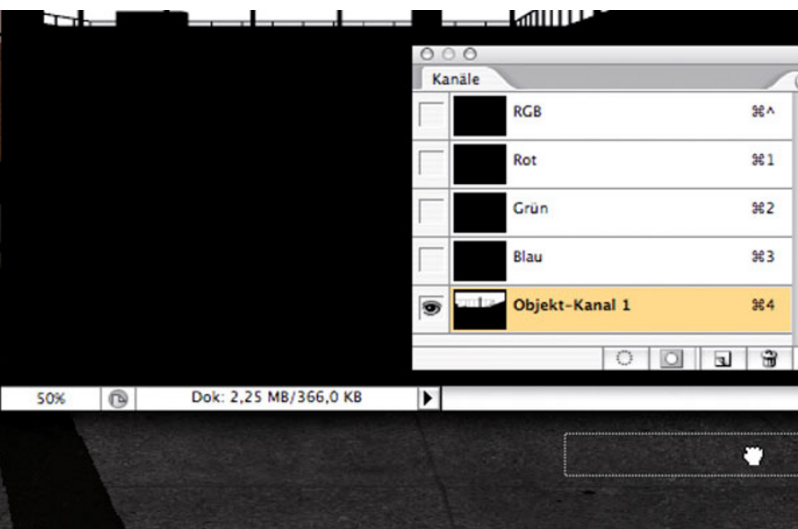 Kanäle
RGB ⌘^
Rot ⌘1
Grün ⌘2
Blau ⌘3
Objekt-Kanal 1 ⌘4
50% Dok: 2,25 MB/366,0 KB